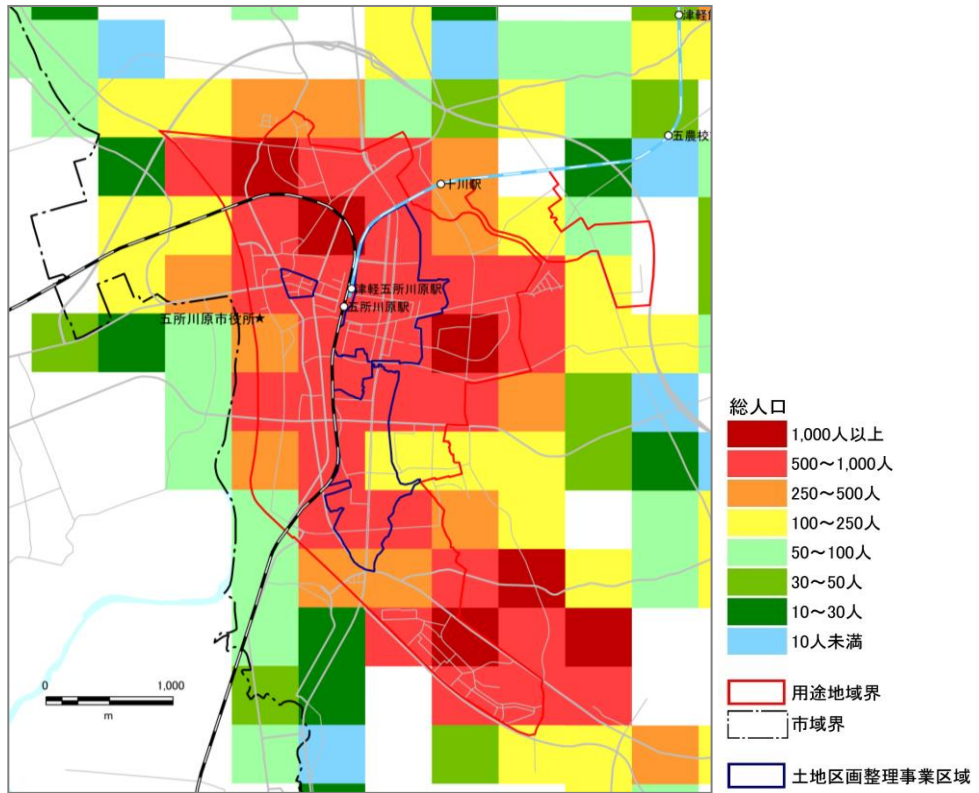 津軽
五農校
十川駅
津軽五所川原駅
五所川原駅
五所川原市役所★
0 1,000
m
総人口
1,000人以上
500～1,000人
250～500人
100～250人
50～100人
30～50人
10～30人
10人未満
用途地域界
市域界
土地区画整理事業区域